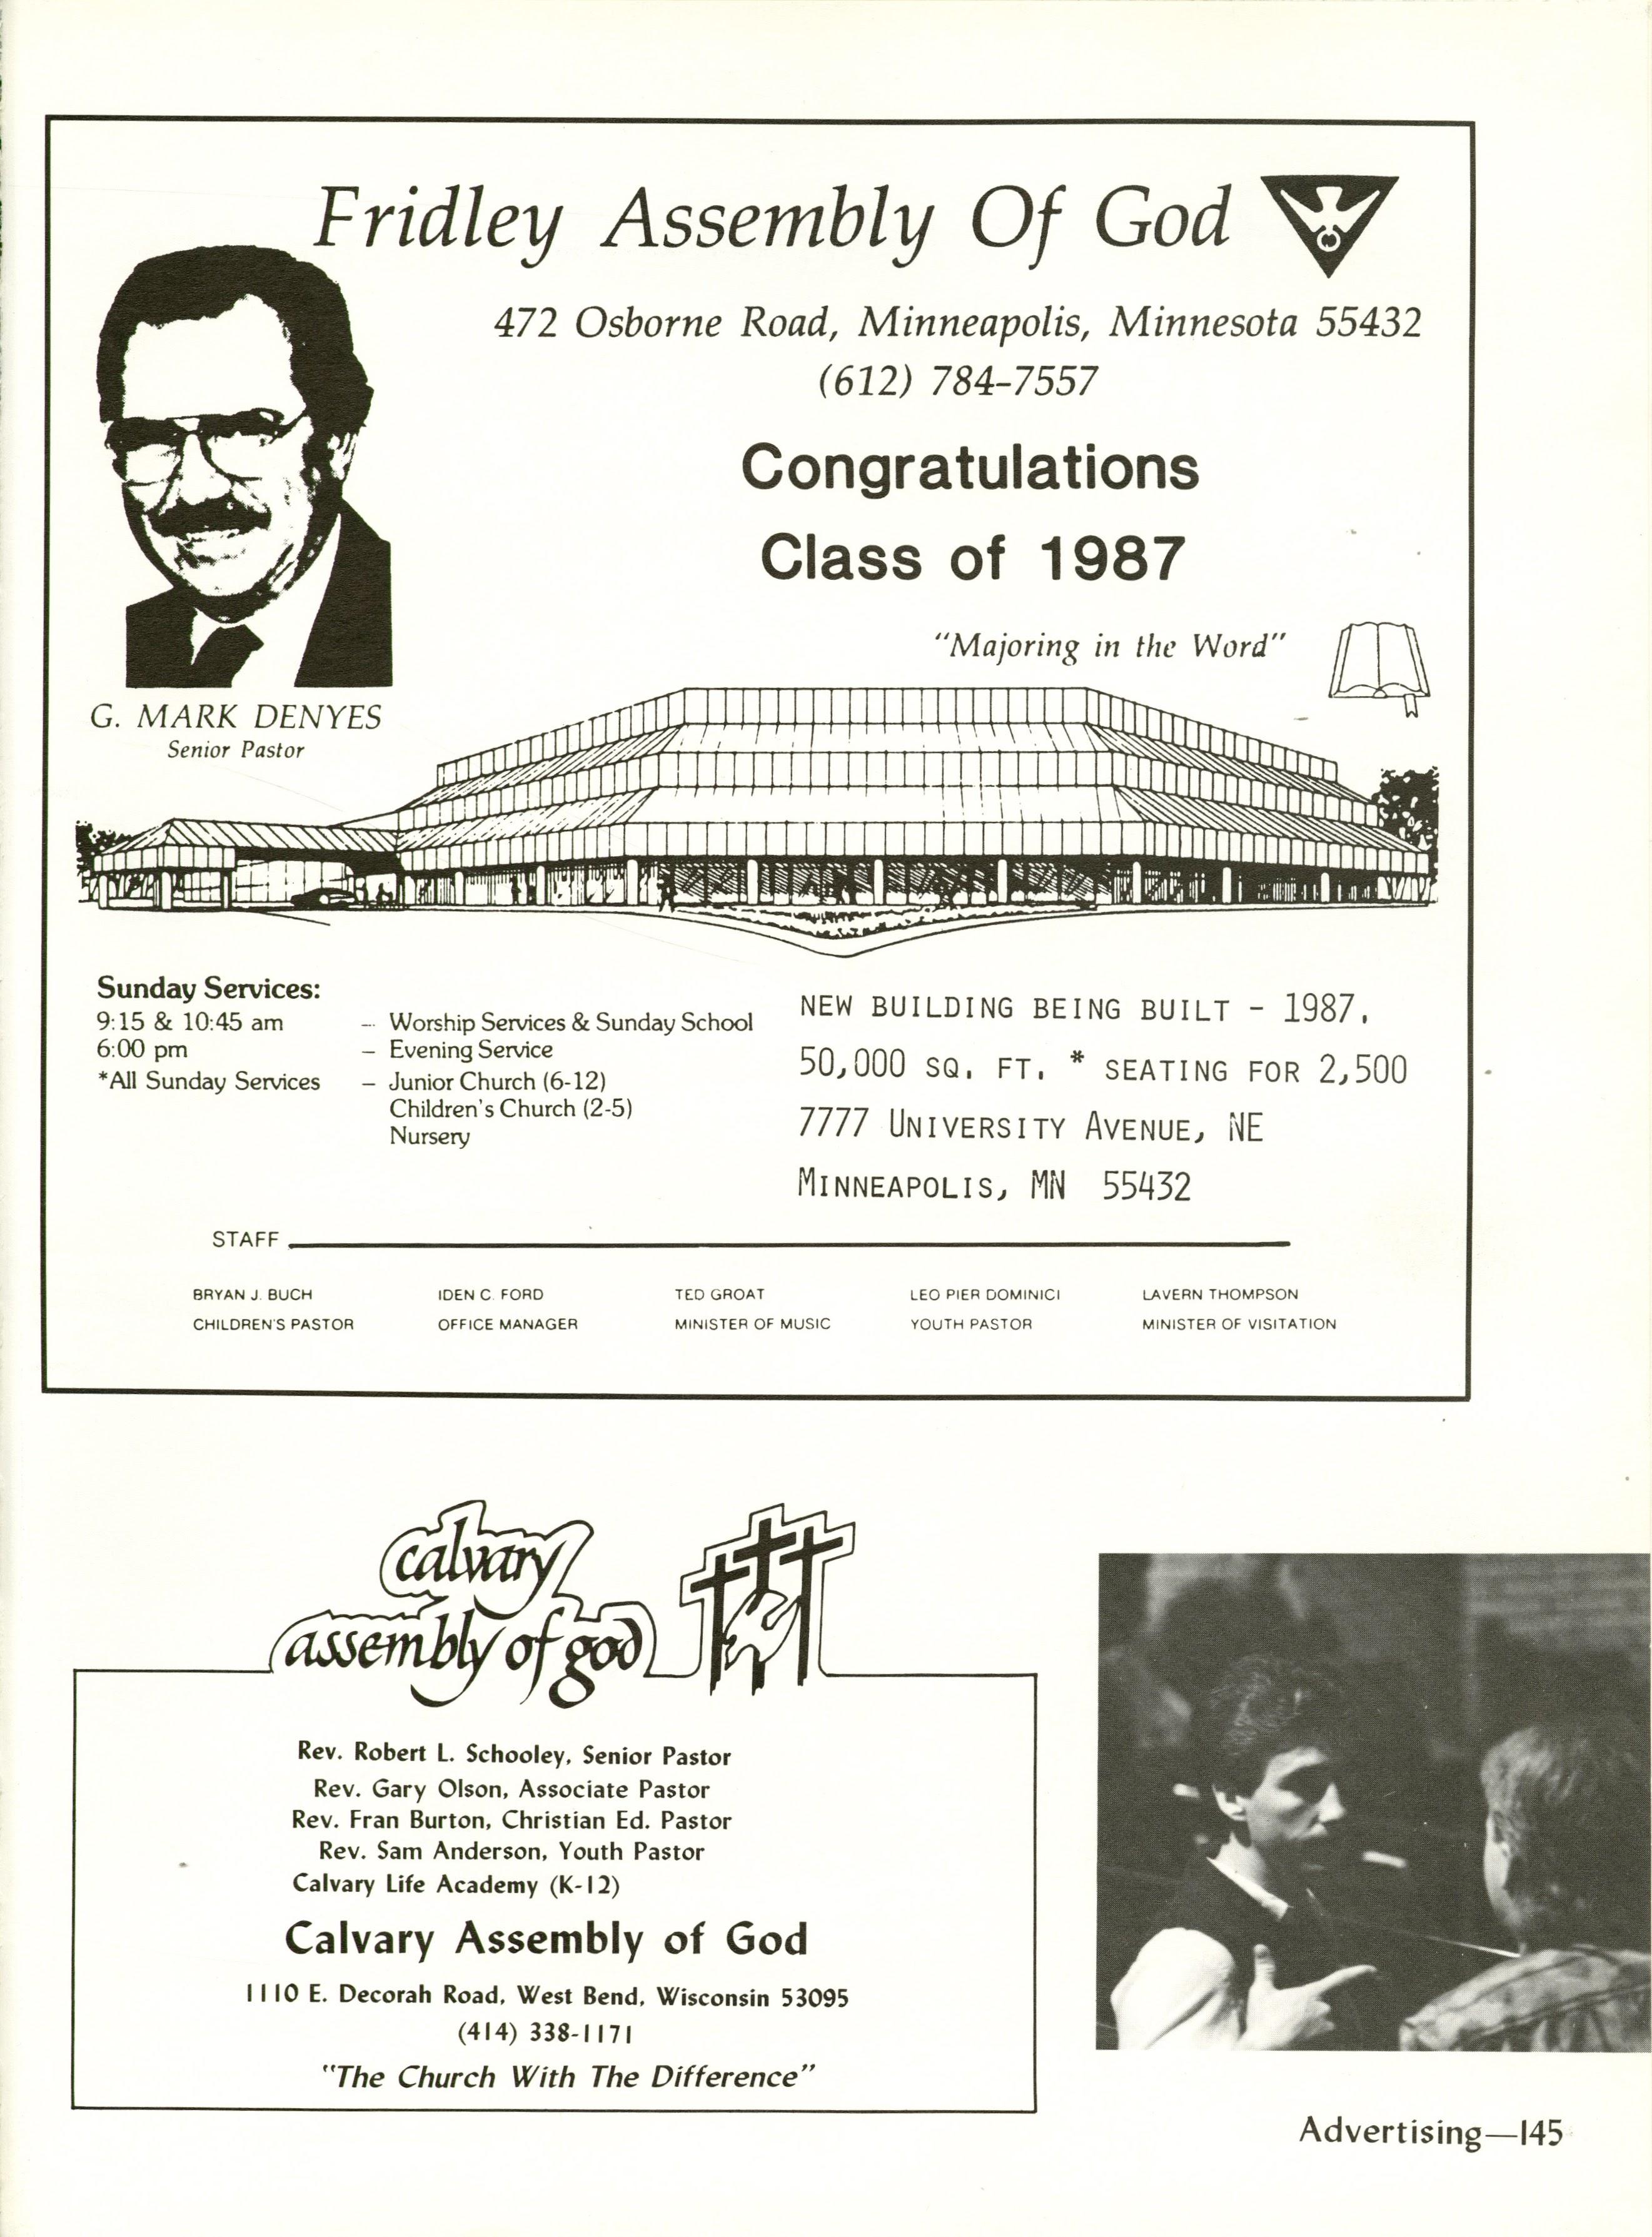 Fridley Assembly Of God
472 Osborne Road, Minneapolis, Minnesota 55432
(612) 784-7557
Congratulations
Class of 1987
"Majoring in the Word"
G. MARK DENYES
Senior Pastor
Sunday Services:
9:15 & 10:45 am – Worship Services & Sunday School
6:00 pm – Evening Service
*All Sunday Services – Junior Church (6-12)
Children's Church (2-5)
Nursery
NEW BUILDING BEING BUILT - 1987.
50,000 SQ. FT. * SEATING FOR 2,500
7777 UNIVERSITY AVENUE, NE
MINNEAPOLIS, MN 55432
STAFF
BRYAN J. BUCH
CHILDREN'S PASTOR
IDEN C. FORD
OFFICE MANAGER
TED GROAT
MINISTER OF MUSIC
LEO PIER DOMINICI
YOUTH PASTOR
LAVERN THOMPSON
MINISTER OF VISITATION
calvary
assembly of god
Rev. Robert L. Schooley, Senior Pastor
Rev. Gary Olson, Associate Pastor
Rev. Fran Burton, Christian Ed. Pastor
Rev. Sam Anderson, Youth Pastor
Calvary Life Academy (K-12)
Calvary Assembly of God
1110 E. Decorah Road, West Bend, Wisconsin 53095
(414) 338-1171
"The Church With The Difference"
Advertising—145